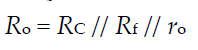 Ro = RC // Rf // ro